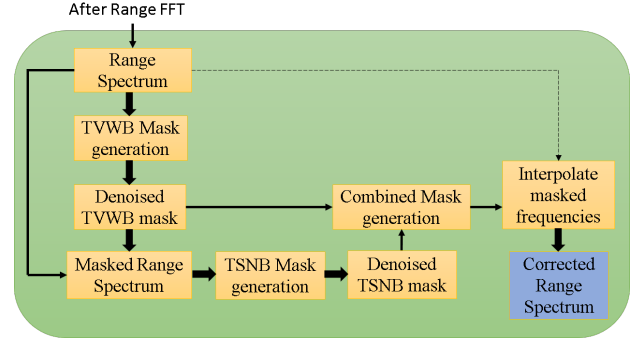 After Range FFT
Range
Spectrum
TVWB Mask
generation
Denoised
TVWB mask
Combined Mask
generation
Interpolate
masked
frequencies
Masked Range
Spectrum
TSNB Mask
generation
Denoised
TSNB mask
Corrected
Range
Spectrum